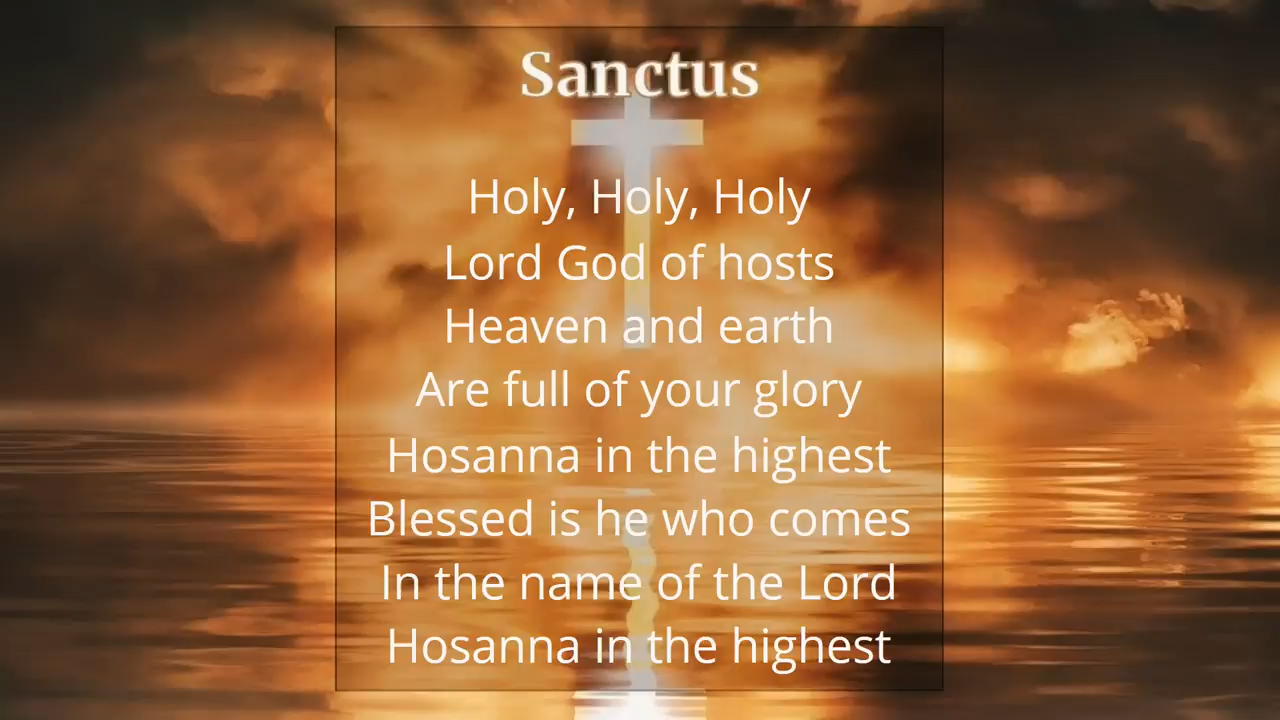 Sanctus
Holy, Holy, Holy
Lord God of hosts
Heaven and earth
Are full of your glory
Hosanna in the highest
Blessed is he who comes
In the name of the Lord
Hosanna in the highest